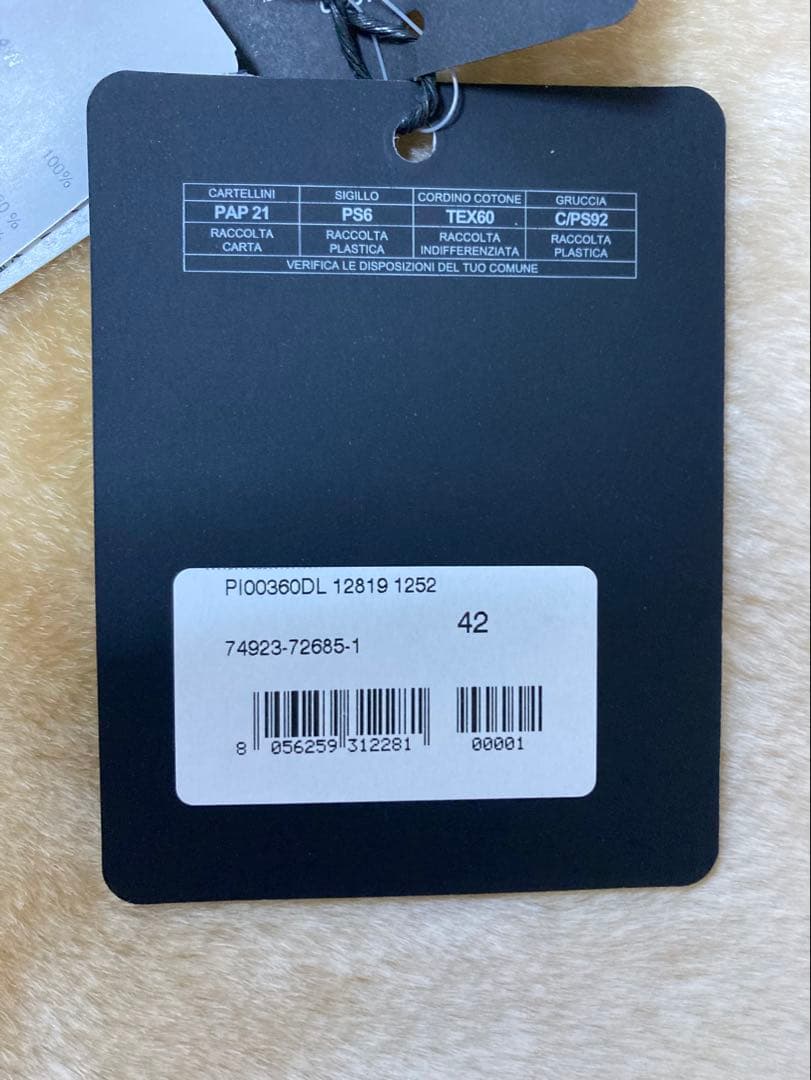 100%
CARTELLINI SIGILLO CORDINO COTONE GRUCCIA
PAP 21 PS6 TEX60 C/PS92
RACCOLTA CARTA RACCOLTA PLASTICA RACCOLTA INDIFFERENZIATA RACCOLTA PLASTICA
VERIFICA LE DISPOSIZIONI DEL TUO COMUNE
PI00360DL 12819 1252
42
74923-72685-1
8 056259 312281 00001